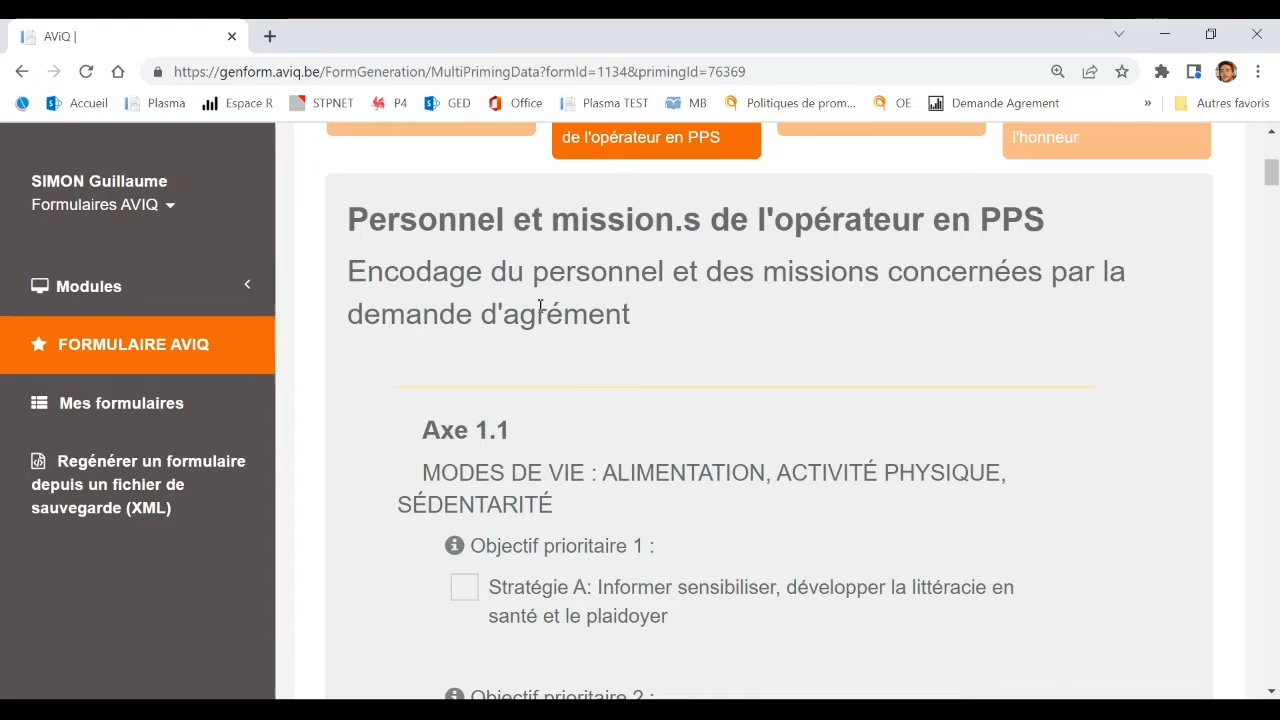 AViQ |
https://genform.aviq.be/FormGeneration/MultiPrimingData?formId=1134&primingId=76369
Accueil Plasma Espace R STPNET P4 GED Office Plasma TEST MB Politiques de prom... OE Demande Agrement » Autres favoris
de l'opérateur en PPS
l'honneur
SIMON Guillaume
Formulaires AVIQ
Modules
FORMULAIRE AVIQ
Mes formulaires
Regénérer un formulaire
depuis un fichier de
sauvegarde (XML)
Personnel et mission.s de l'opérateur en PPS
Encodage du personnel et des missions concernées par la
demande d'agrément
Axe 1.1
MODES DE VIE : ALIMENTATION, ACTIVITÉ PHYSIQUE,
SÉDENTARITÉ
Objectif prioritaire 1 :
Stratégie A: Informer sensibiliser, développer la littéracie en
santé et le plaidoyer
Objectif prioritaire 2 :